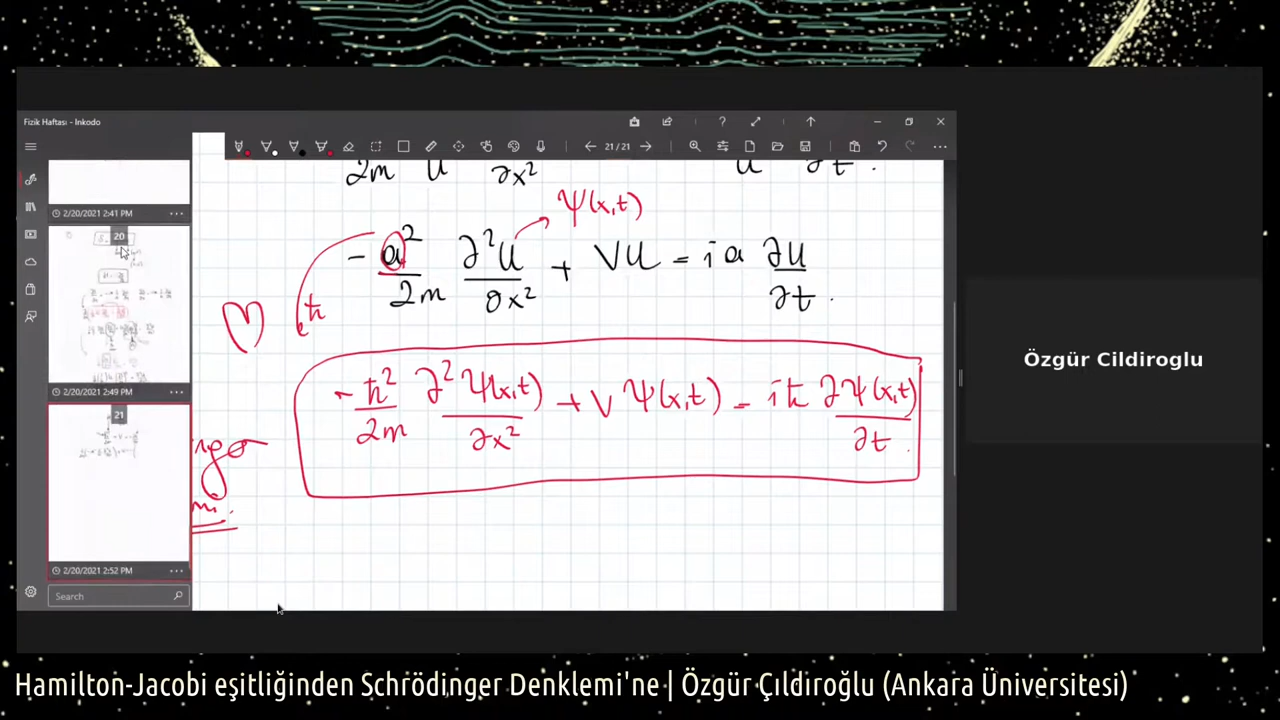 Fizik Haftası - Inkodo
21 / 21
2m U ∂x² U ∂t .
Ψ(x,t)
- a²/2m ∂²U/∂x² + VU = i a ∂U/∂t .
ħ
- ħ²/2m ∂²Ψ(x,t)/∂x² + V Ψ(x,t) = iħ ∂Ψ(x,t)/∂t .
2/20/2021 2:41 PM
20
2/20/2021 2:49 PM
21
2/20/2021 2:52 PM
Search
Özgür Cildiroglu
Hamilton-Jacobi eşitliğinden Schrödinger Denklemi'ne | Özgür Çıldıroğlu (Ankara Üniversitesi)